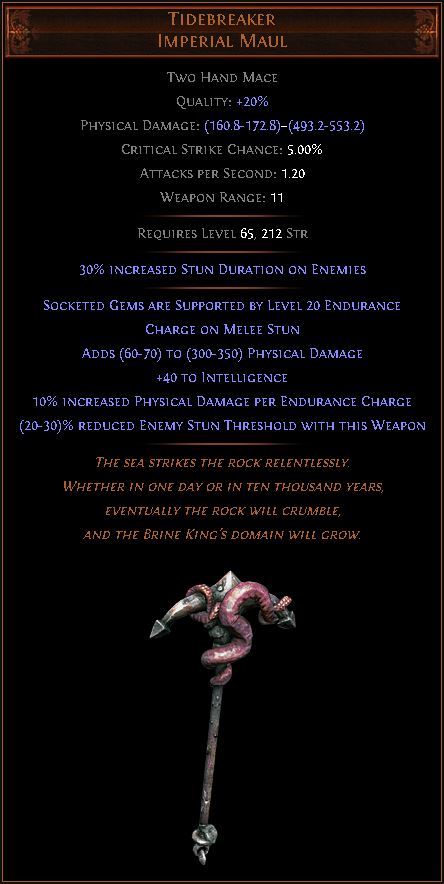 Tidebreaker
Imperial Maul
Two Hand Mace
Quality: +20%
Physical Damage: (160.8-172.8)–(493.2-553.2)
Critical Strike Chance: 5.00%
Attacks per Second: 1.20
Weapon Range: 11
Requires Level 65, 212 Str
30% increased Stun Duration on Enemies
Socketed Gems are Supported by Level 20 Endurance
Charge on Melee Stun
Adds (60-70) to (300-350) Physical Damage
+40 to Intelligence
10% increased Physical Damage per Endurance Charge
(20-30)% reduced Enemy Stun Threshold with this Weapon
The sea strikes the rock relentlessly.
Whether in one day or in ten thousand years,
eventually the rock will crumble,
and the Brine King's domain will grow.